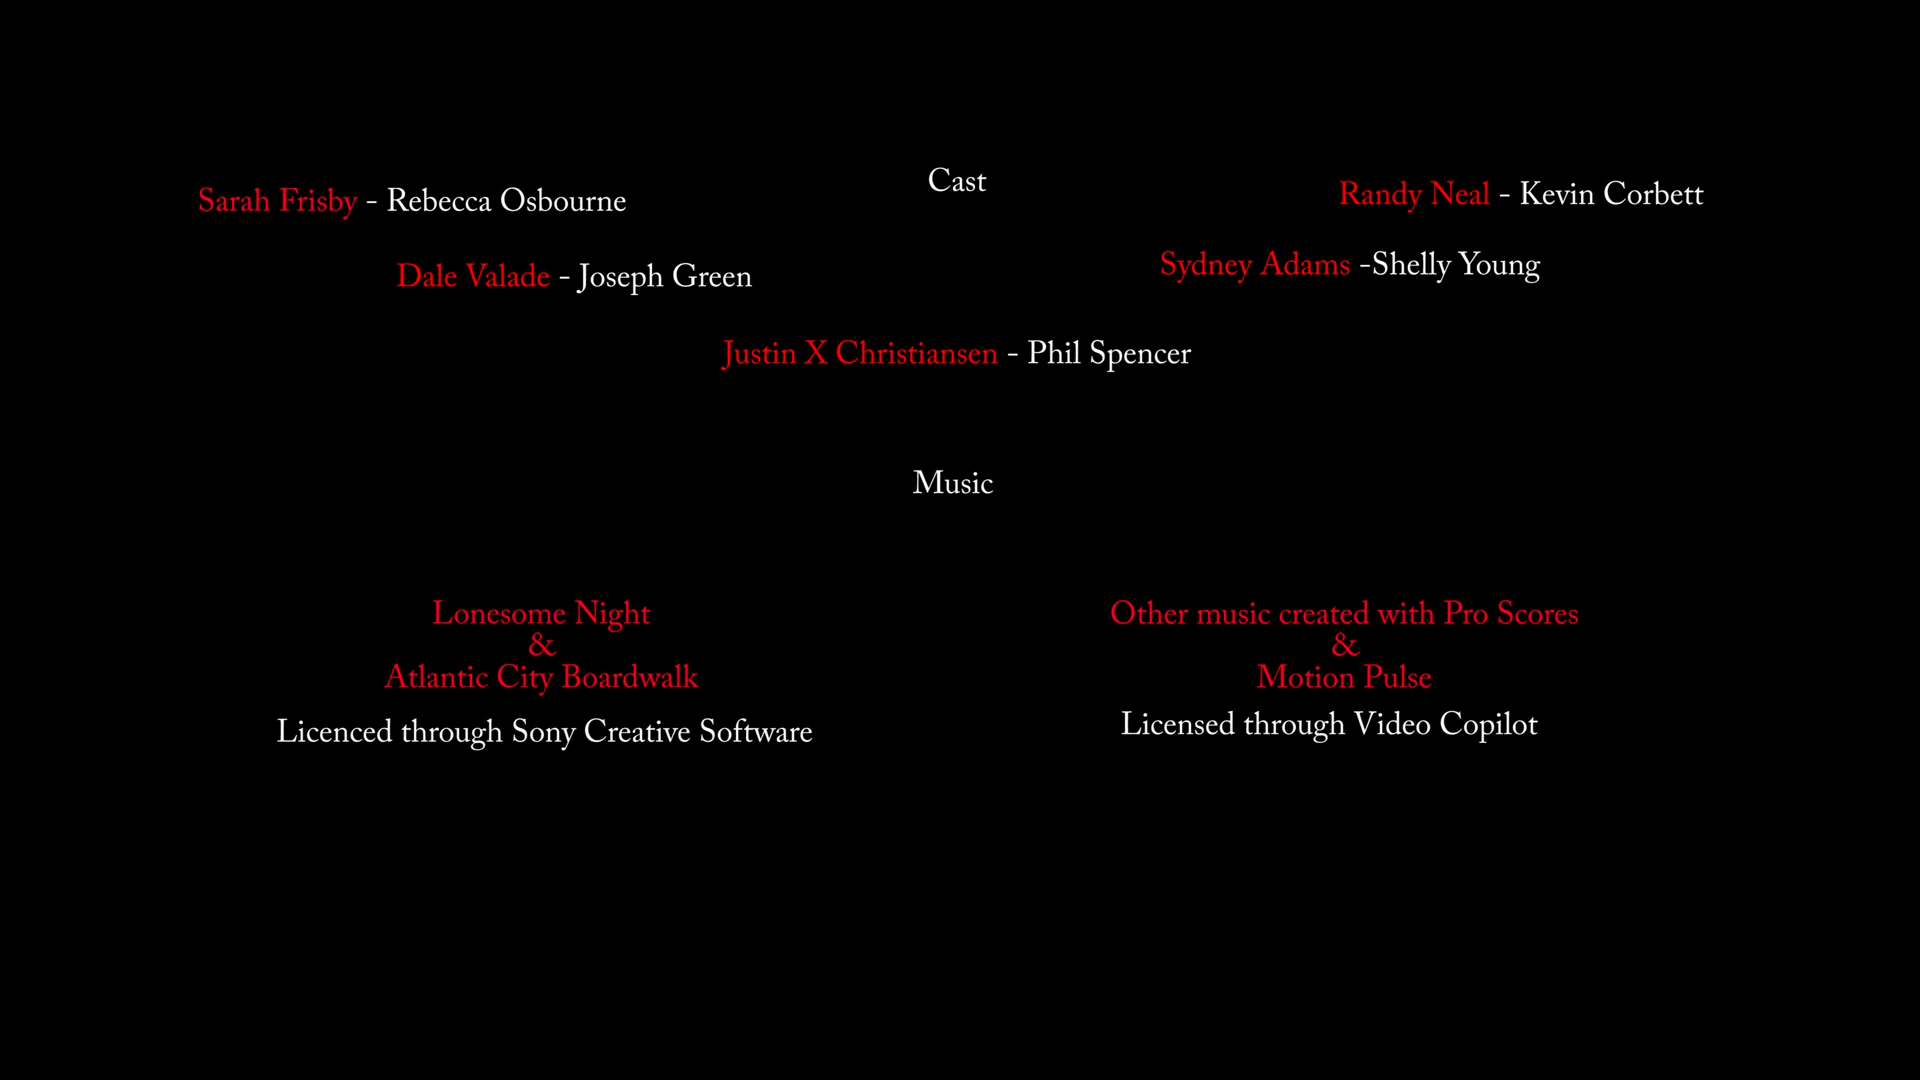 Cast
Sarah Frisby - Rebecca Osbourne
Randy Neal - Kevin Corbett
Dale Valade - Joseph Green
Sydney Adams -Shelly Young
Justin X Christiansen - Phil Spencer
Music
Lonesome Night
&
Atlantic City Boardwalk
Licenced through Sony Creative Software
Other music created with Pro Scores
&
Motion Pulse
Licensed through Video Copilot